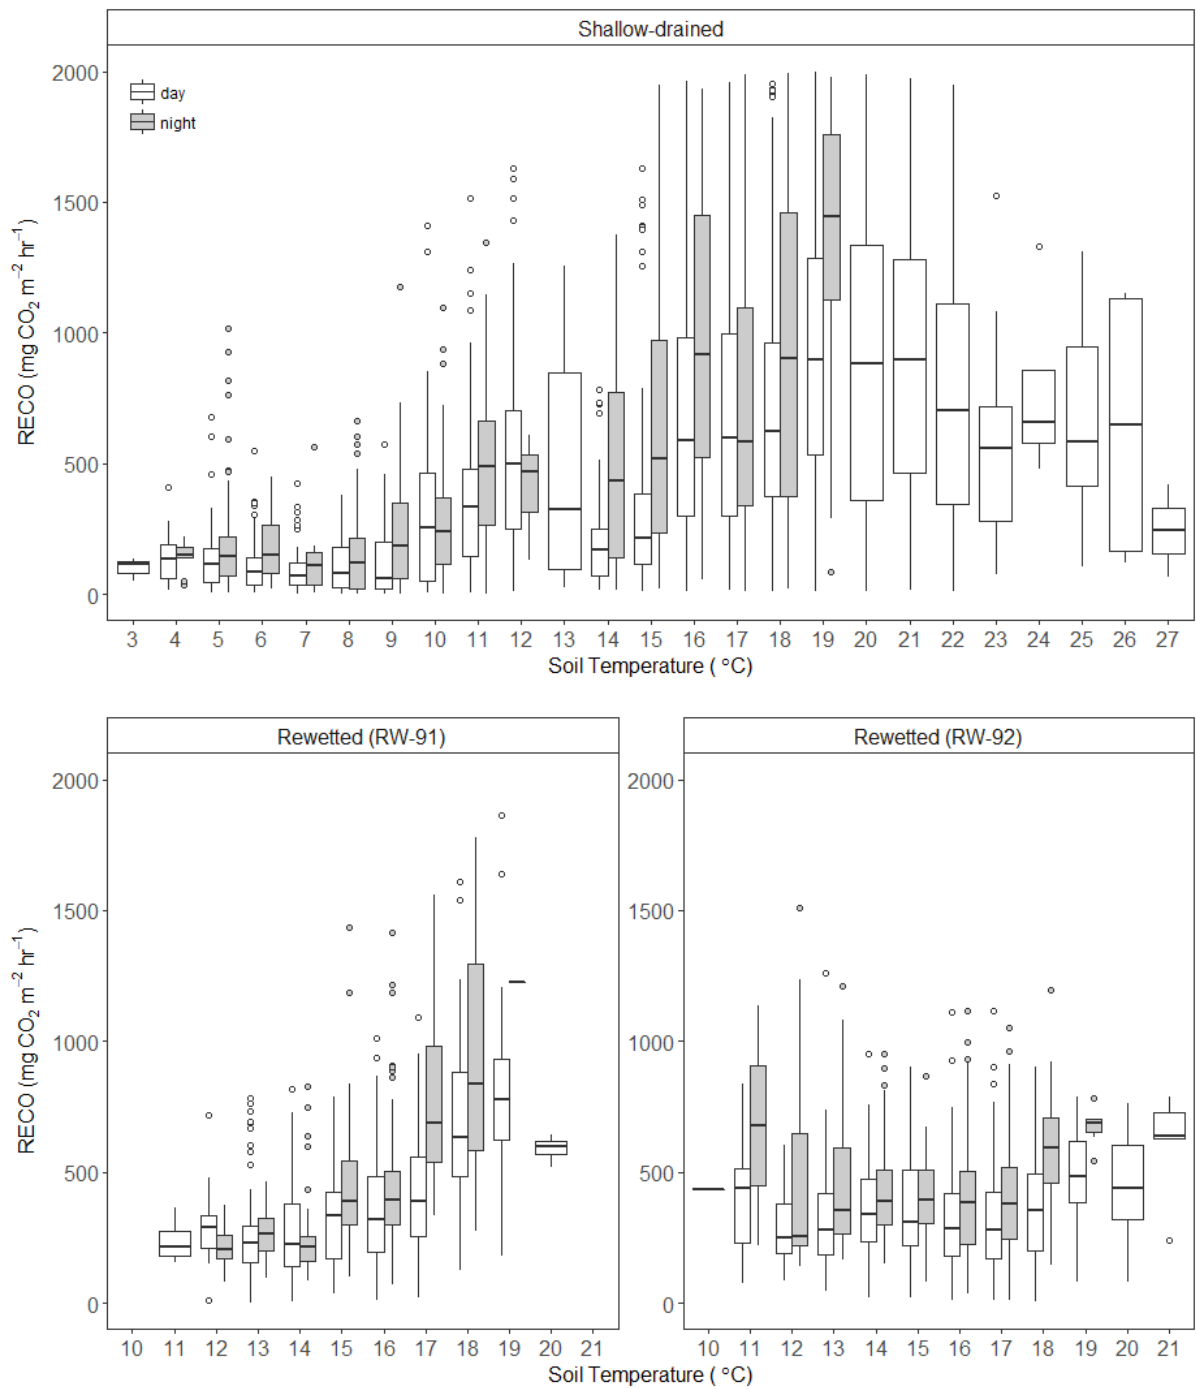 Shallow-drained
day
night
2000
1500
1000
500
0
RECO (mg CO₂ m⁻² hr⁻¹)
3 4 5 6 7 8 9 10 11 12 13 14 15 16 17 18 19 20 21 22 23 24 25 26 27
Soil Temperature ( °C)
Rewetted (RW-91)
2000
1500
1000
500
0
RECO (mg CO₂ m⁻² hr⁻¹)
10 11 12 13 14 15 16 17 18 19 20 21
Rewetted (RW-92)
2000
1500
1000
500
0
10 11 12 13 14 15 16 17 18 19 20 21
Soil Temperature ( °C)